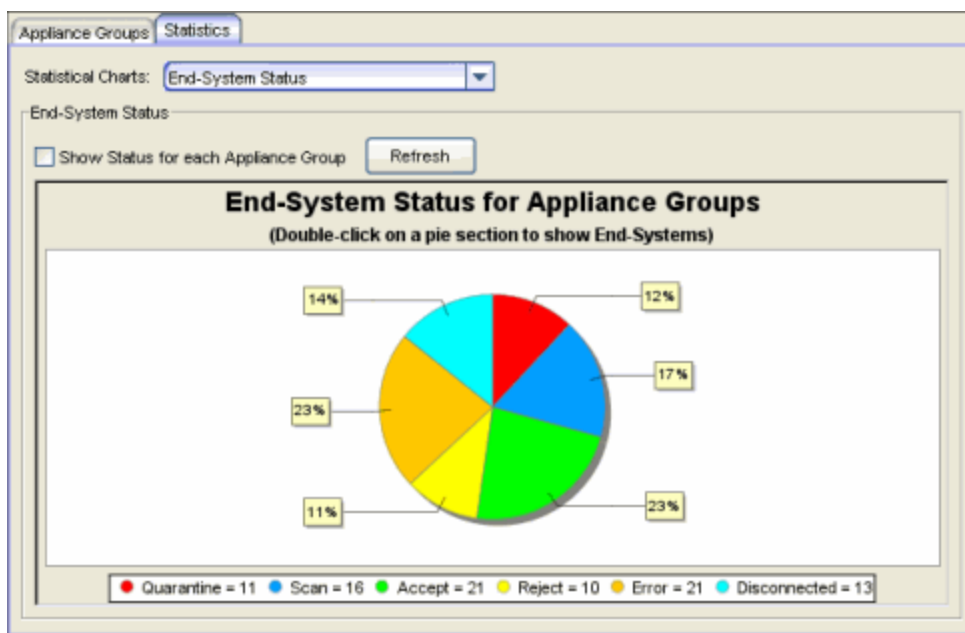 Appliance Groups Statistics
Statistical Charts: End-System Status
End-System Status
Show Status for each Appliance Group Refresh
End-System Status for Appliance Groups
(Double-click on a pie section to show End-Systems)
14% 12%
17%
23%
11% 23%
Quarantine = 11 Scan = 16 Accept = 21 Reject = 10 Error = 21 Disconnected = 13